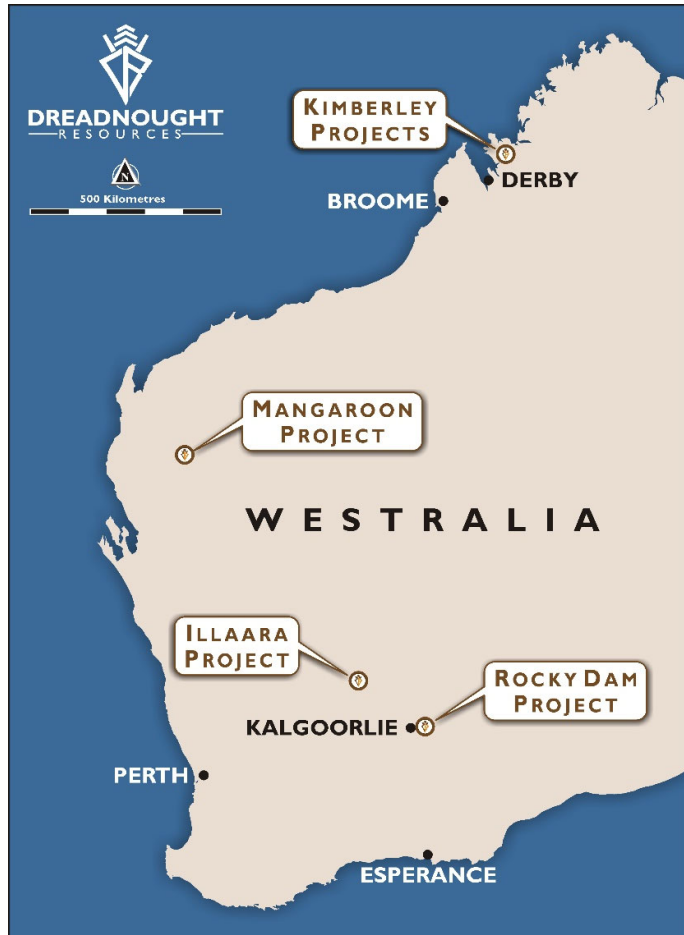 DREADNOUGHT
RESOURCES
N
500 Kilometres
KIMBERLEY
PROJECTS
DERBY
BROOME
MANGAROON
PROJECT
WESTRALIA
ILLAARA
PROJECT
ROCKY DAM
PROJECT
KALGOORLIE
PERTH
ESPERANCE